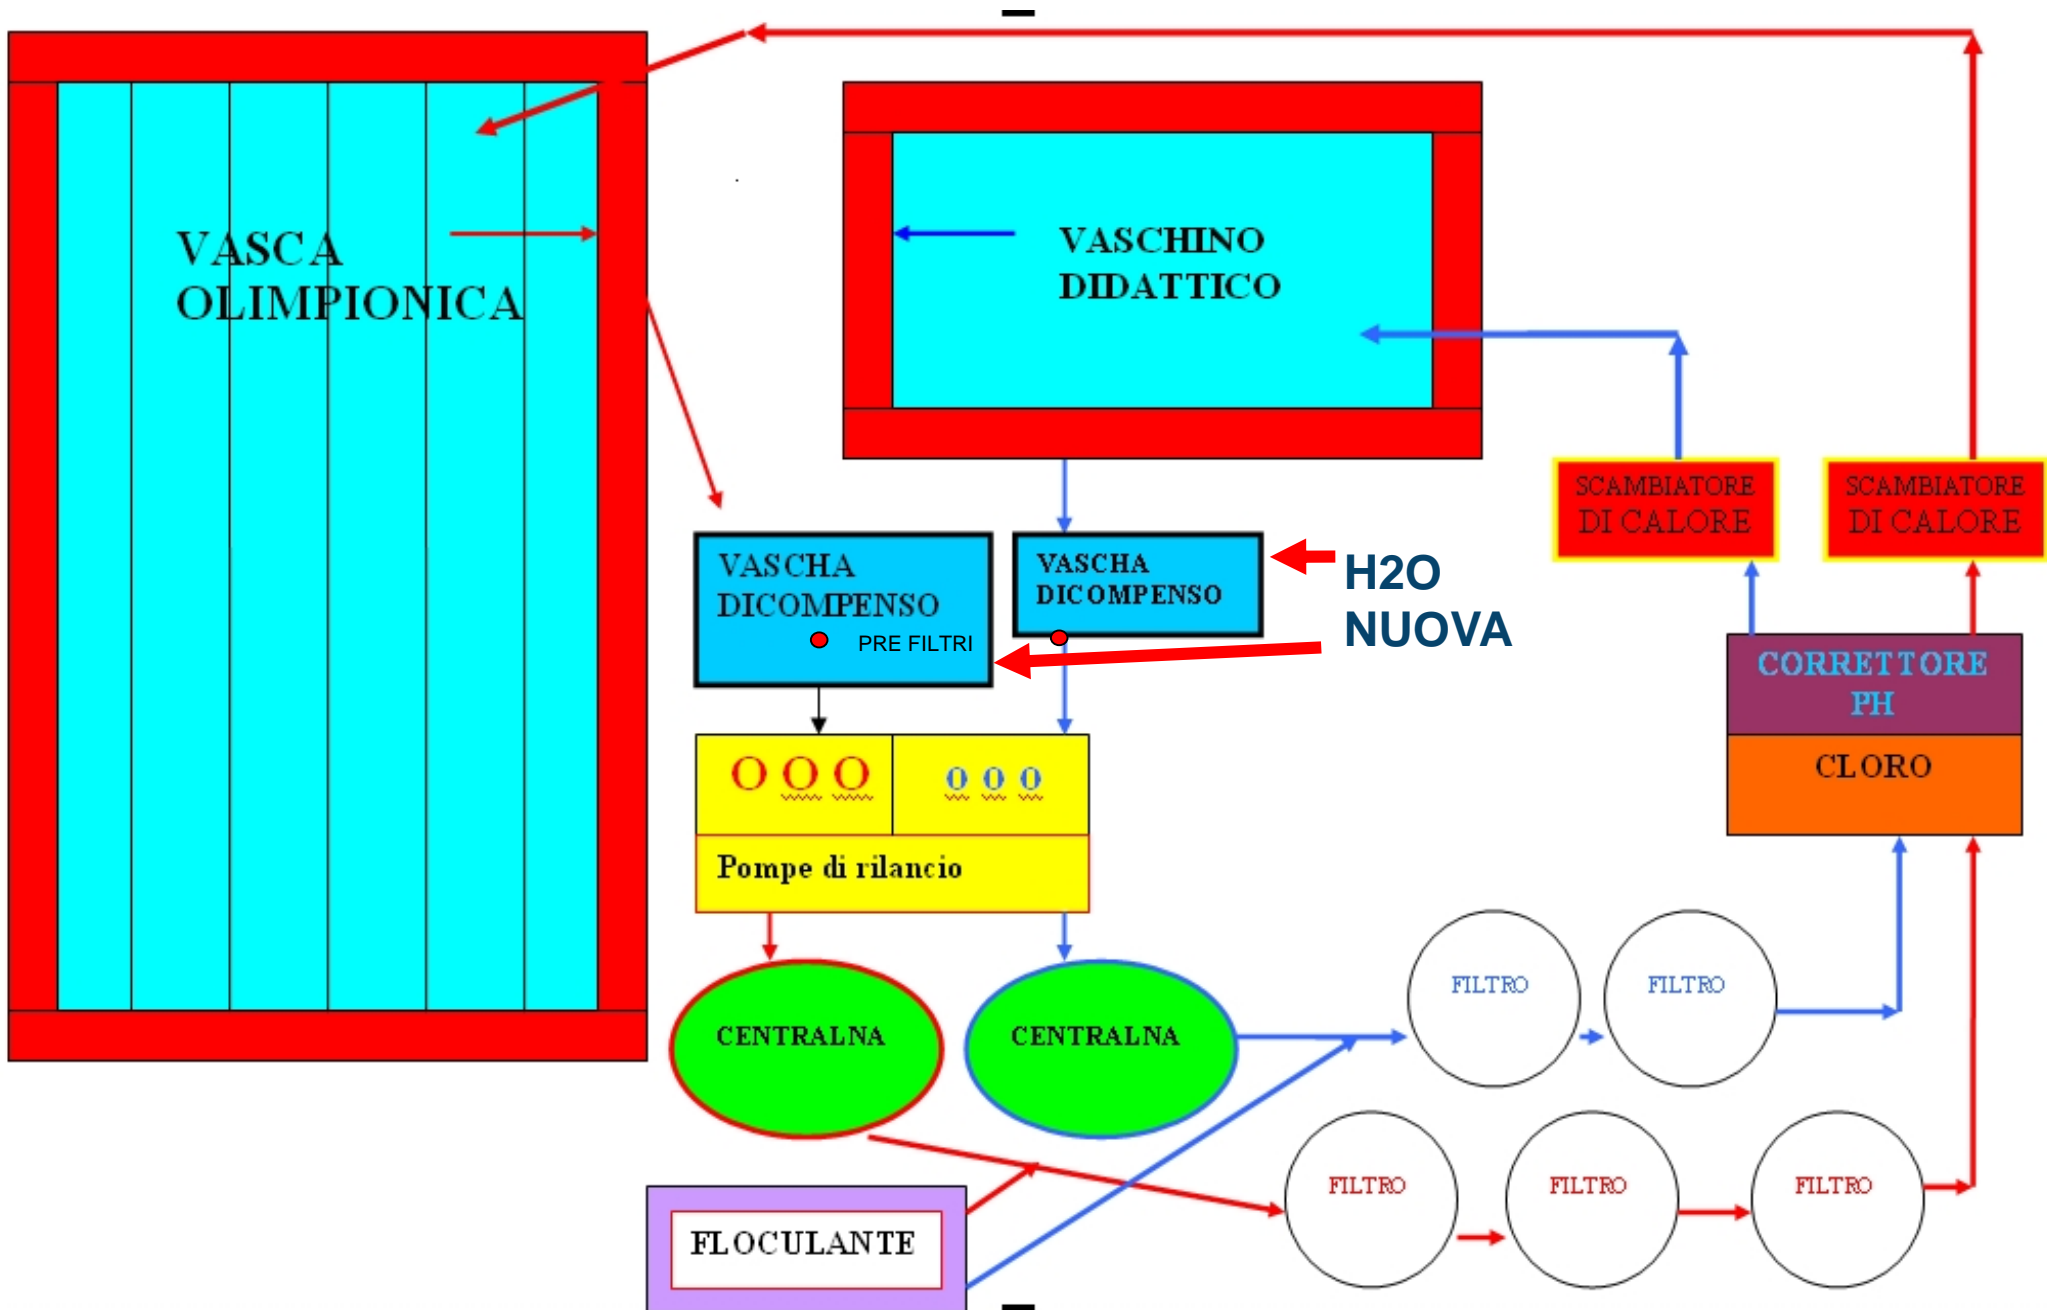 VASCA
OLIMPIONICA
VASCHINO
DIDATTICO
SCAMBIATORE
DI CALORE
SCAMBIATORE
DI CALORE
VASCHA
DICOMPENSO
PRE FILTRI
VASCHA
DICOMPENSO
H2O
NUOVA
CORRETTORE
PH
CLORO
O O O
o o o
Pompe di rilancio
CENTRALNA
CENTRALNA
FILTRO
FILTRO
FILTRO
FILTRO
FILTRO
FLOCULANTE